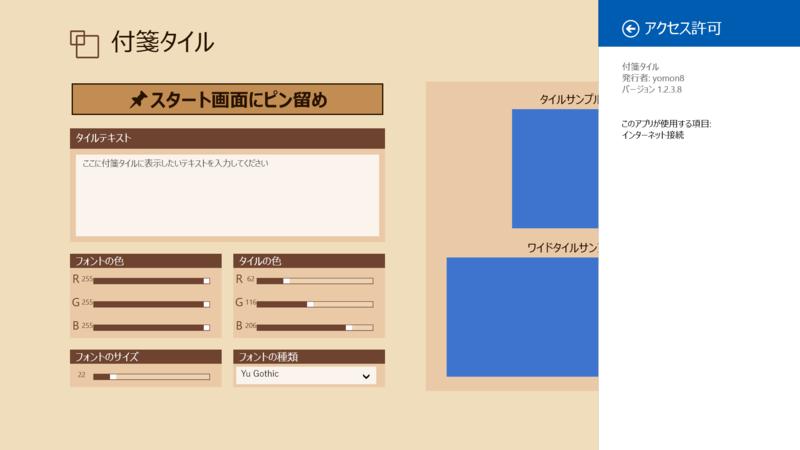 付箋タイル
スタート画面にピン留め
タイルテキスト
ここに付箋タイルに表示したいテキストを入力してください
フォントの色
R 255
G 255
B 255
タイルの色
R 62
G 116
B 206
フォントのサイズ
22
フォントの種類
Yu Gothic
タイルサンプル
ワイドタイルサン
アクセス許可
付箋タイル
発行者: yomon8
バージョン 1.2.3.8
このアプリが使用する項目:
インターネット接続